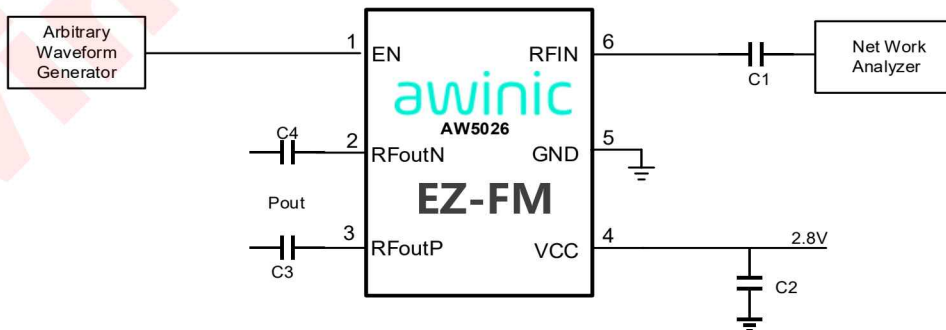 Arbitrary
Waveform
Generator
1
EN
RFIN
6
C1
Net Work
Analyzer
awinic
AW5026
C4
2
RFoutN
GND
5
EZ-FM
Pout
C3
3
RFoutP
VCC
4
2.8V
C2